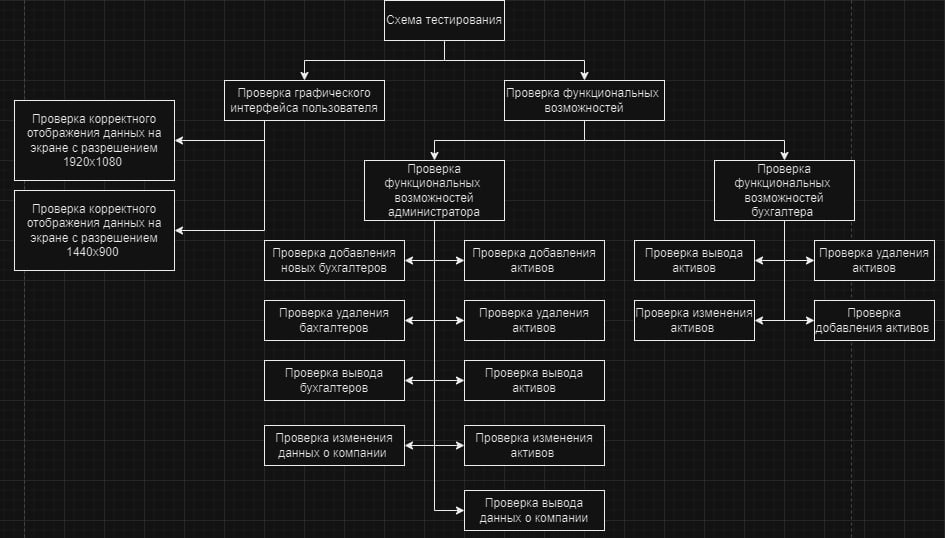 Схема тестирования
Проверка графического
интерфейса пользователя
Проверка функциональных
возможностей
Проверка корректного
отображения данных на
экране с разрешением
1920x1080
Проверка корректного
отображения данных на
экране с разрешением
1440x900
Проверка
функциональных
возможностей
администратора
Проверка
функциональных
возможностей
бухгалтера
Проверка добавления
новых бухгалтеров
Проверка добавления
активов
Проверка вывода
активов
Проверка удаления
активов
Проверка удаления
бахгалтеров
Проверка удаления
активов
Проверка изменения
активов
Проверка
добавления активов
Проверка вывода
бухгалтеров
Проверка вывода
активов
Проверка изменения
данных о компании
Проверка изменения
активов
Проверка вывода
данных о компании